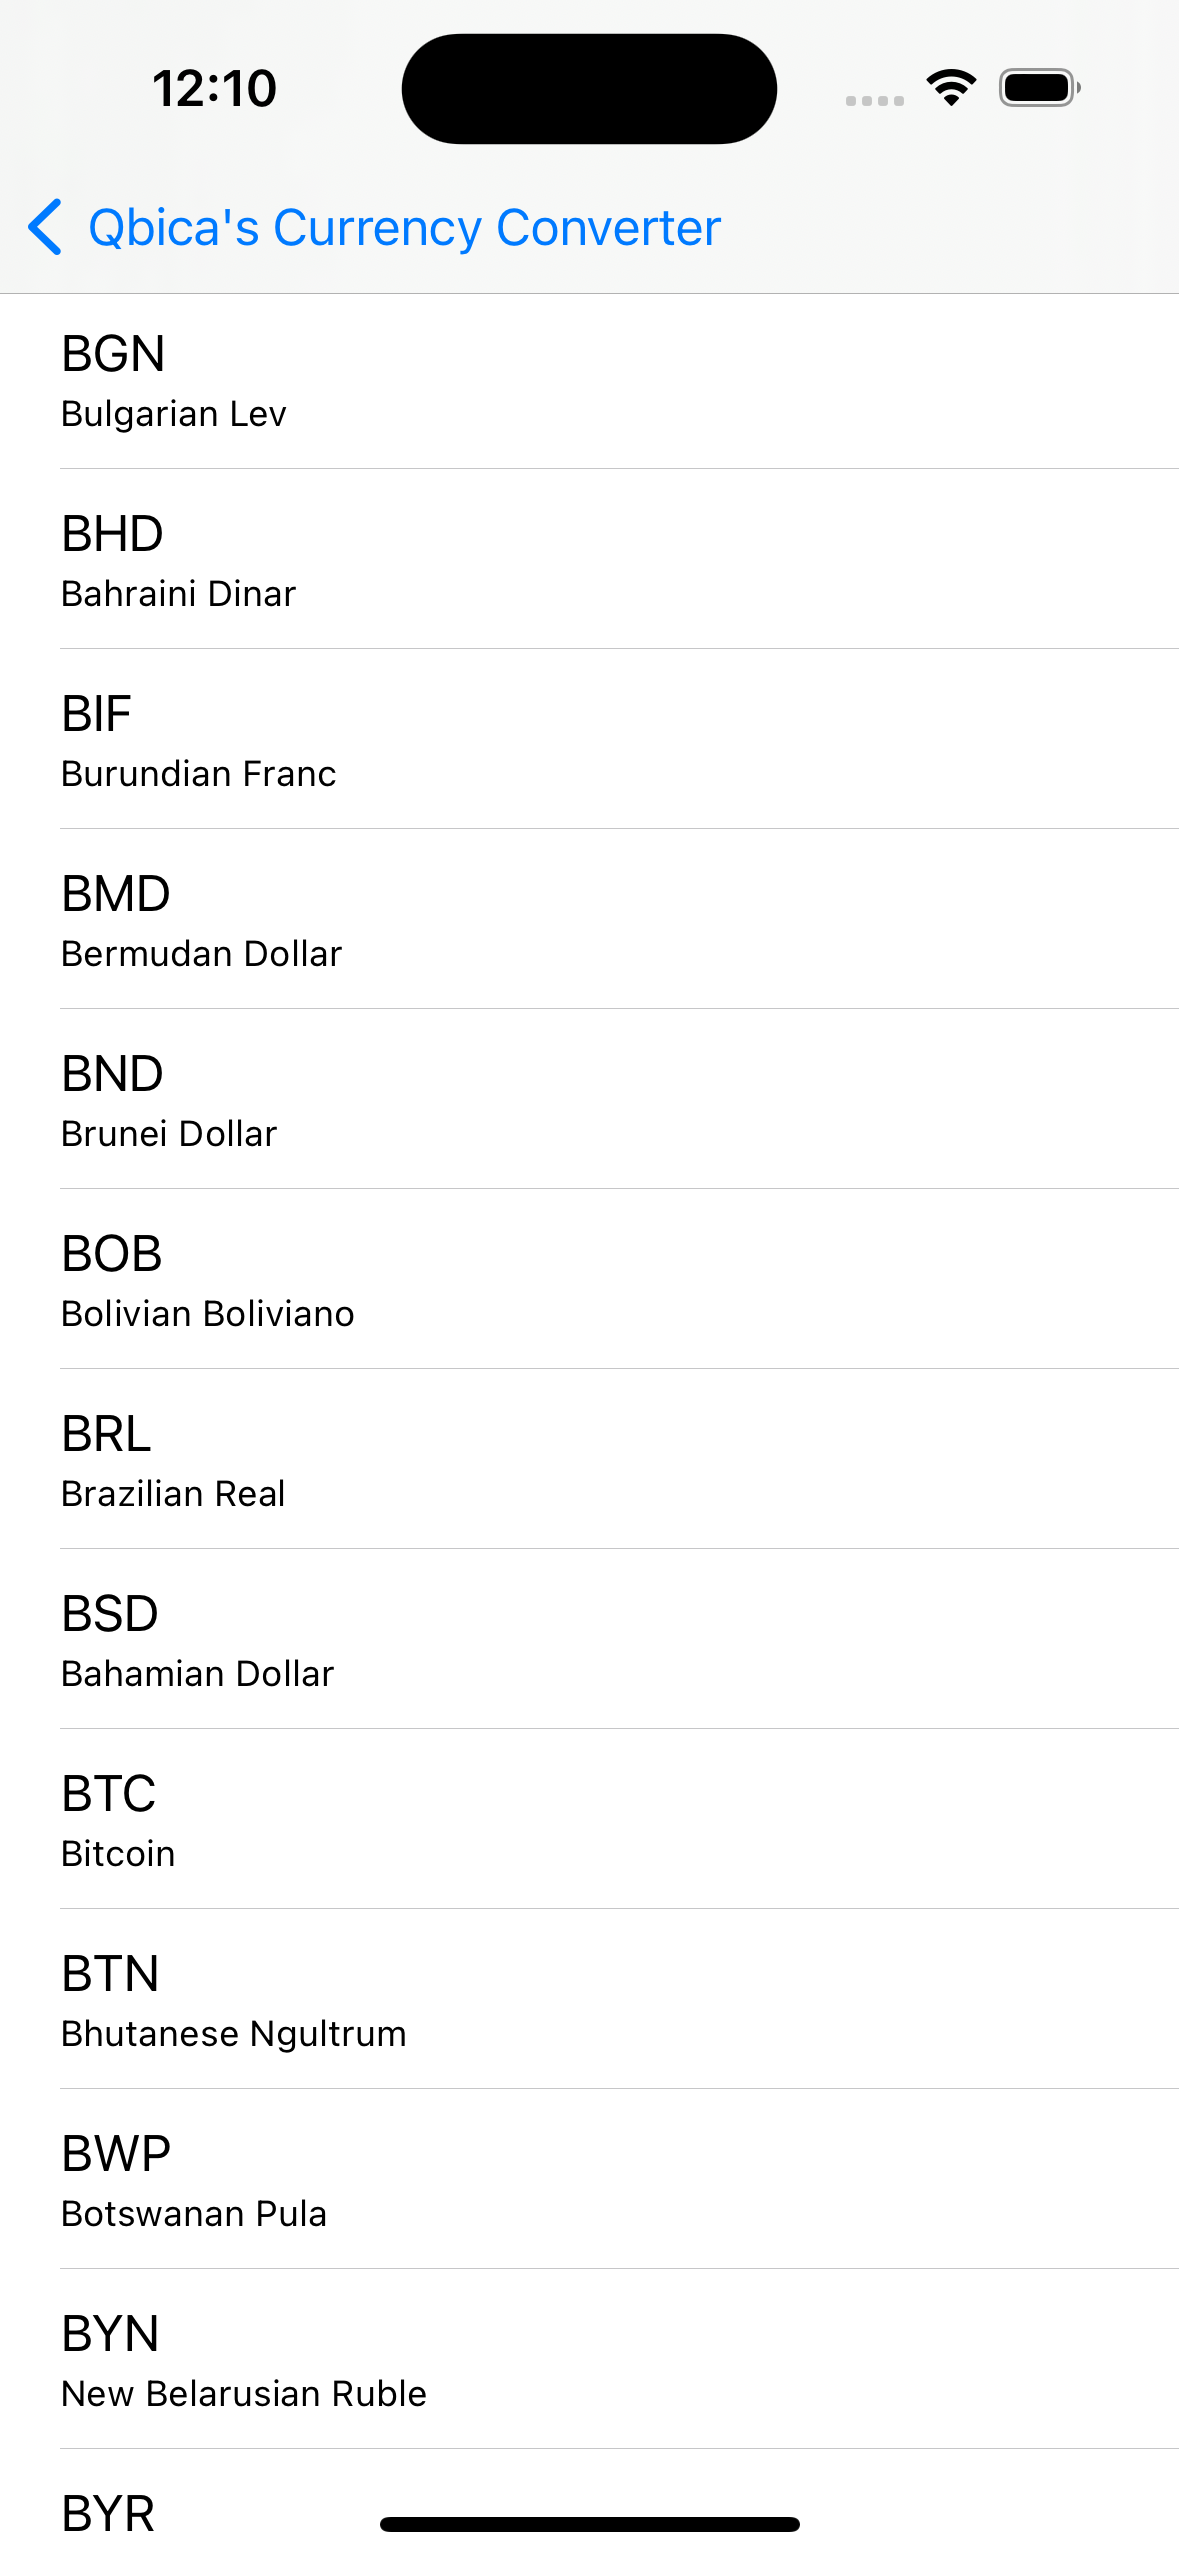 12:10
Qbica's Currency Converter
BGN
Bulgarian Lev
BHD
Bahraini Dinar
BIF
Burundian Franc
BMD
Bermudan Dollar
BND
Brunei Dollar
BOB
Bolivian Boliviano
BRL
Brazilian Real
BSD
Bahamian Dollar
BTC
Bitcoin
BTN
Bhutanese Ngultrum
BWP
Botswanan Pula
BYN
New Belarusian Ruble
BYR